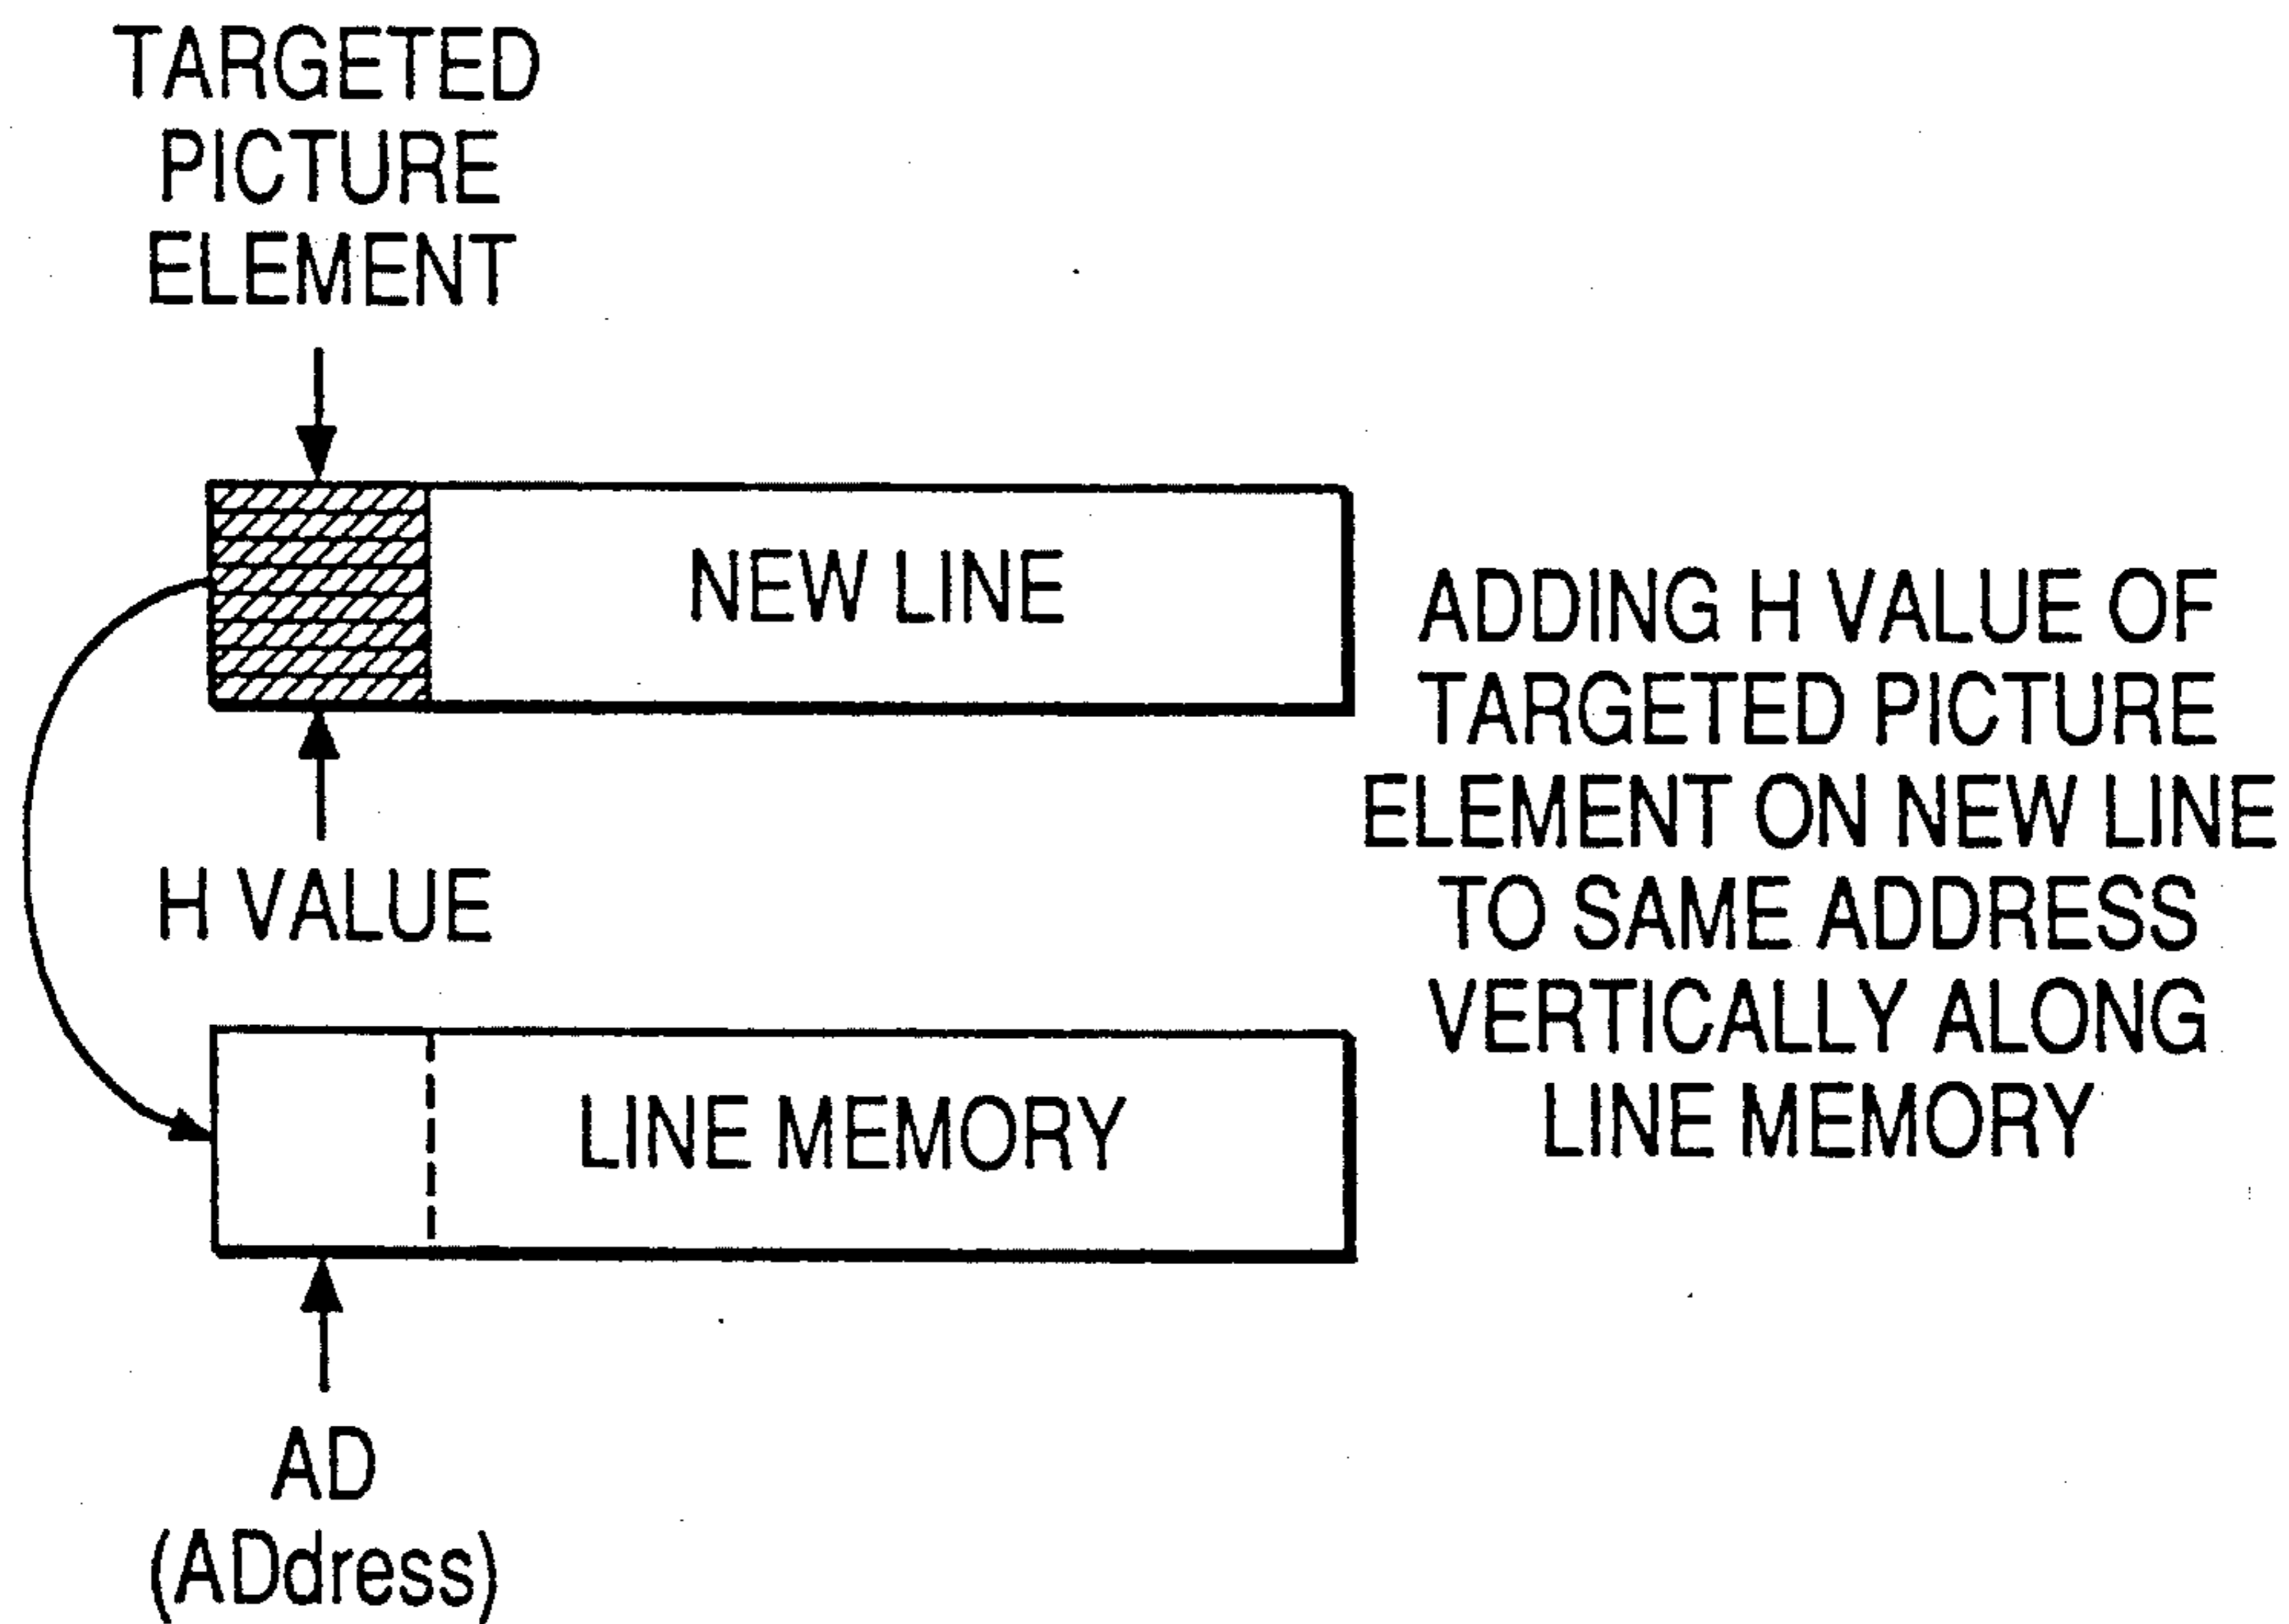 TARGETED
PICTURE
ELEMENT
NEW LINE
H VALUE
ADDING H VALUE OF
TARGETED PICTURE
ELEMENT ON NEW LINE
TO SAME ADDRESS
VERTICALLY ALONG
LINE MEMORY
LINE MEMORY
AD
(ADdress)